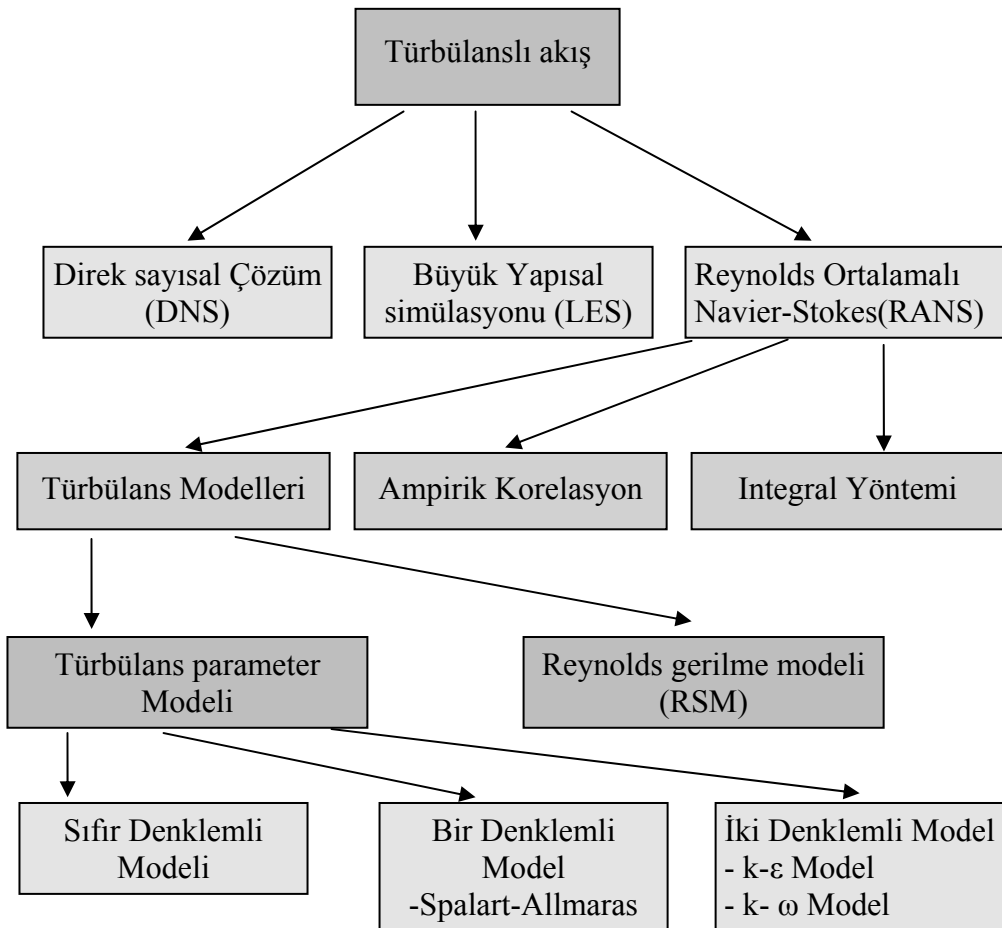 Türbülanslı akış
Direk sayısal Çözüm
(DNS)
Büyük Yapısal
simülasyonu (LES)
Reynolds Ortalamalı
Navier-Stokes(RANS)
Türbülans Modelleri
Ampirik Korelasyon
Integral Yöntemi
Türbülans parameter
Modeli
Reynolds gerilme modeli
(RSM)
Sıfır Denklemli
Modeli
Bir Denklemli
Model
-Spalart-Allmaras
İki Denklemli Model
- k-ε Model
- k- ω Model